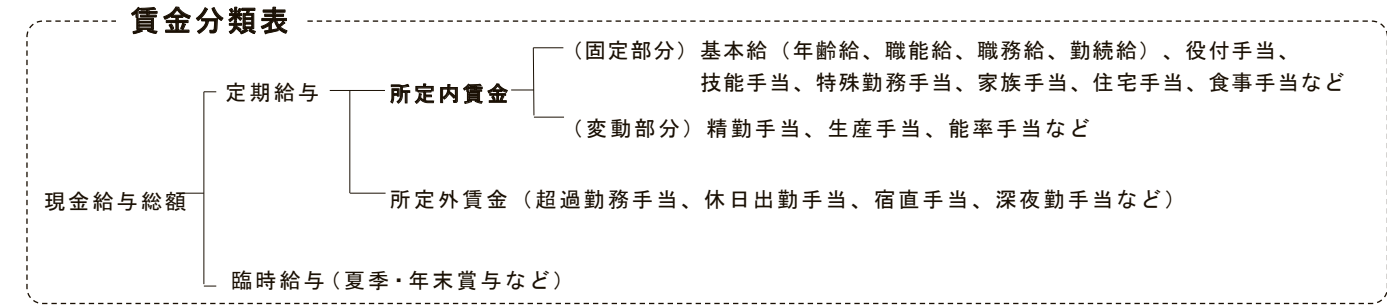 賃金分類表
(固定部分)基本給(年齢給、職能給、職務給、勤続給)、役付手当、
技能手当、特殊勤務手当、家族手当、住宅手当、食事手当など
定期給与
所定内賃金
(変動部分)精勤手当、生産手当、能率手当など
現金給与総額
所定外賃金(超過勤務手当、休日出勤手当、宿直手当、深夜勤手当など)
臨時給与(夏季・年末賞与など)